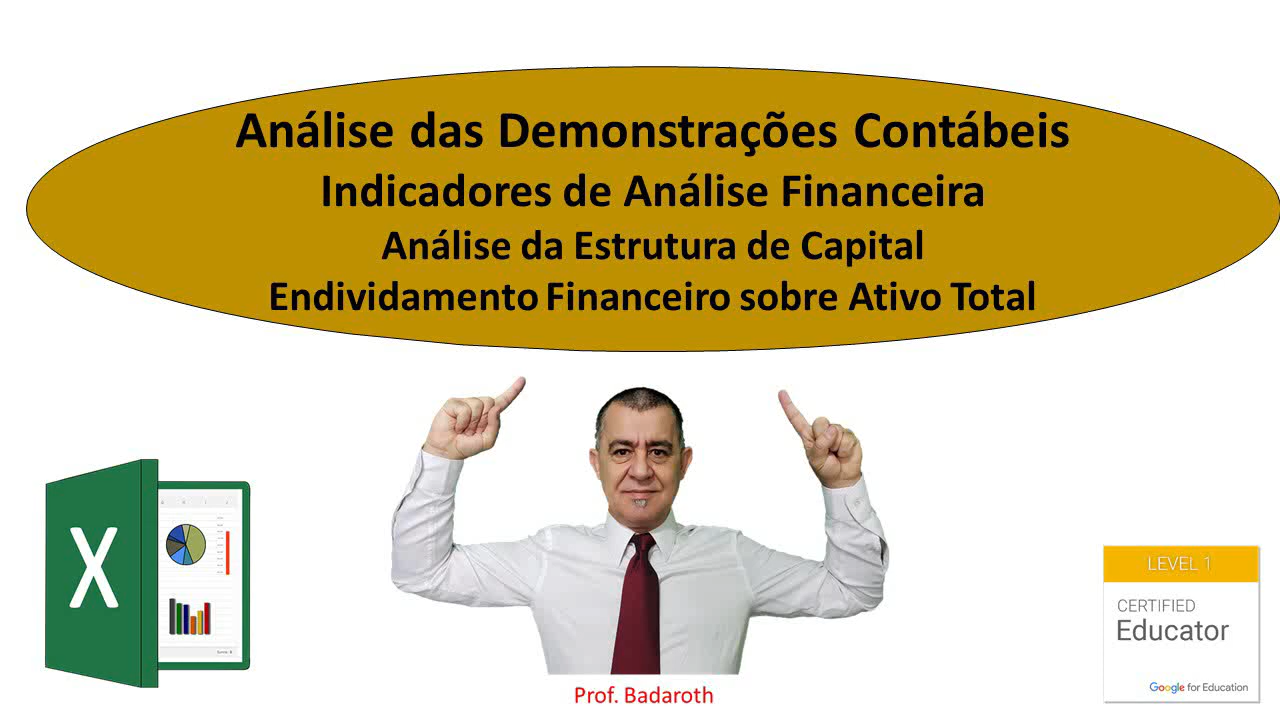 Análise das Demonstrações Contábeis
Indicadores de Análise Financeira
Análise da Estrutura de Capital
Endividamento Financeiro sobre Ativo Total
X
LEVEL 1
CERTIFIED
Educator
Google for Education
Prof. Badaroth